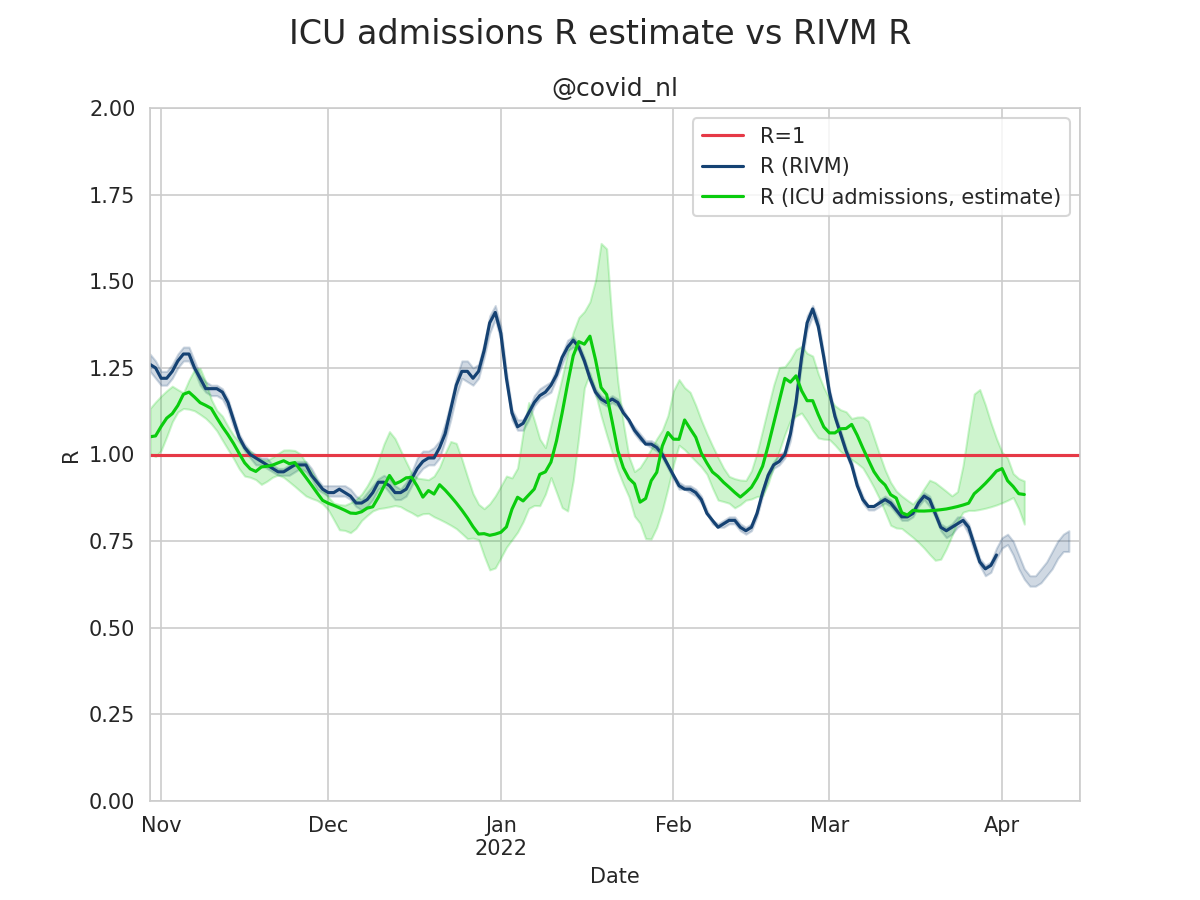 ICU admissions R estimate vs RIVM R
@covid_nl
R=1
R (RIVM)
R (ICU admissions, estimate)
2.00
1.75
1.50
1.25
1.00
0.75
0.50
0.25
0.00
R
Nov Dec Jan Feb Mar Apr
2022
Date